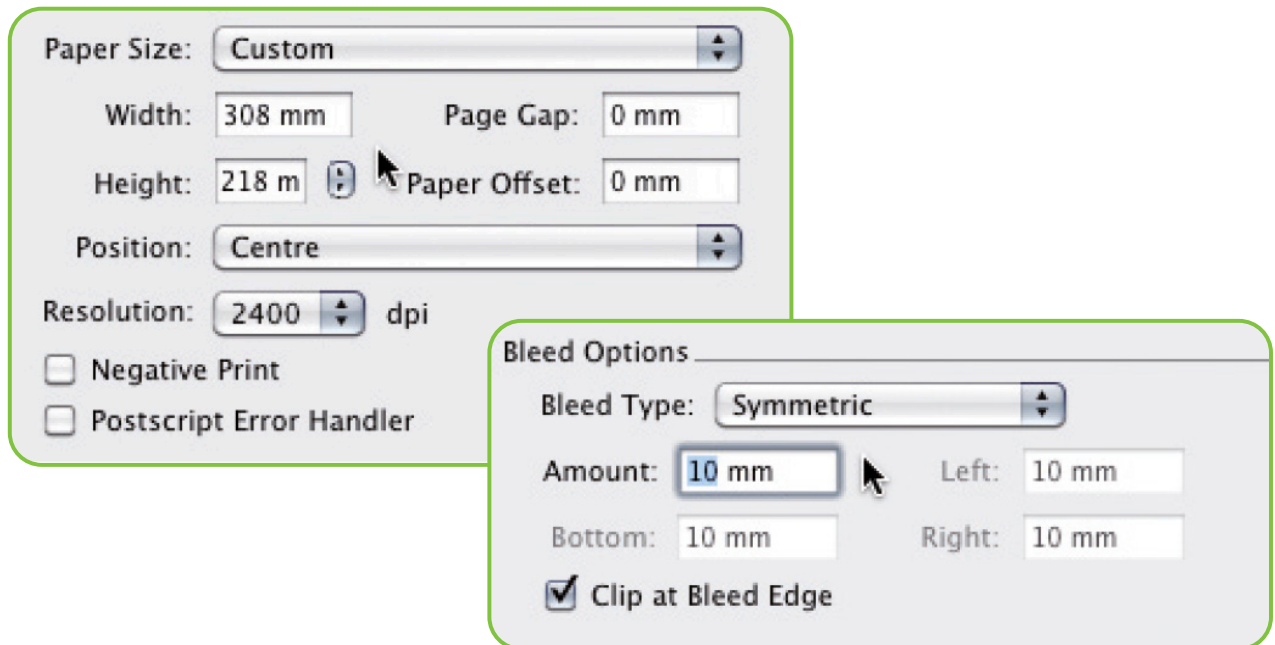 Paper Size: Custom
Width: 308 mm Page Gap: 0 mm
Height: 218 m Paper Offset: 0 mm
Position: Centre
Resolution: 2400 dpi
Negative Print
Postscript Error Handler
Bleed Options
Bleed Type: Symmetric
Amount: 10 mm Left: 10 mm
Bottom: 10 mm Right: 10 mm
Clip at Bleed Edge